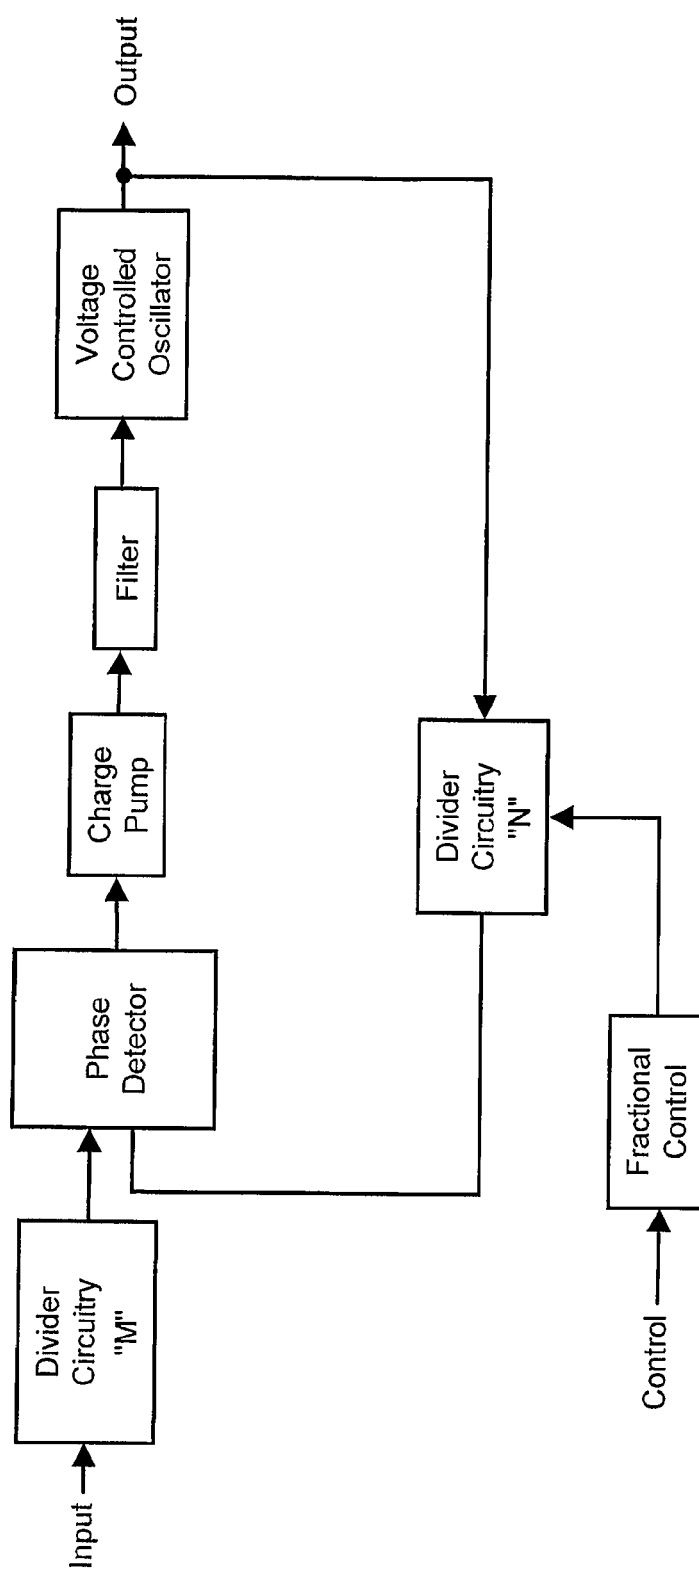 Input
Divider
Circuitry
"M"
Phase
Detector
Charge
Pump
Filter
Voltage
Controlled
Oscillator
Output
Divider
Circuitry
"N"
Control
Fractional
Control